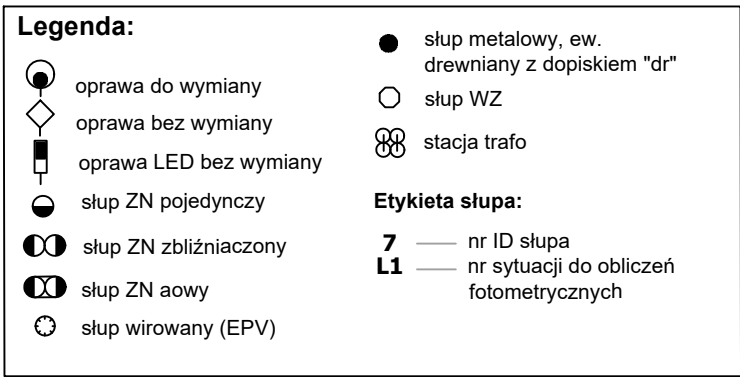 Legenda:
oprawa do wymiany
oprawa bez wymiany
oprawa LED bez wymiany
słup ZN pojedynczy
słup ZN zbliźniaczony
słup ZN aowy
słup wirowany (EPV)
słup metalowy, ew.
drewniany z dopiskiem "dr"
słup WZ
stacja trafo
Etykieta słupa:
7 nr ID słupa
L1 nr sytuacji do obliczeń
fotometrycznych